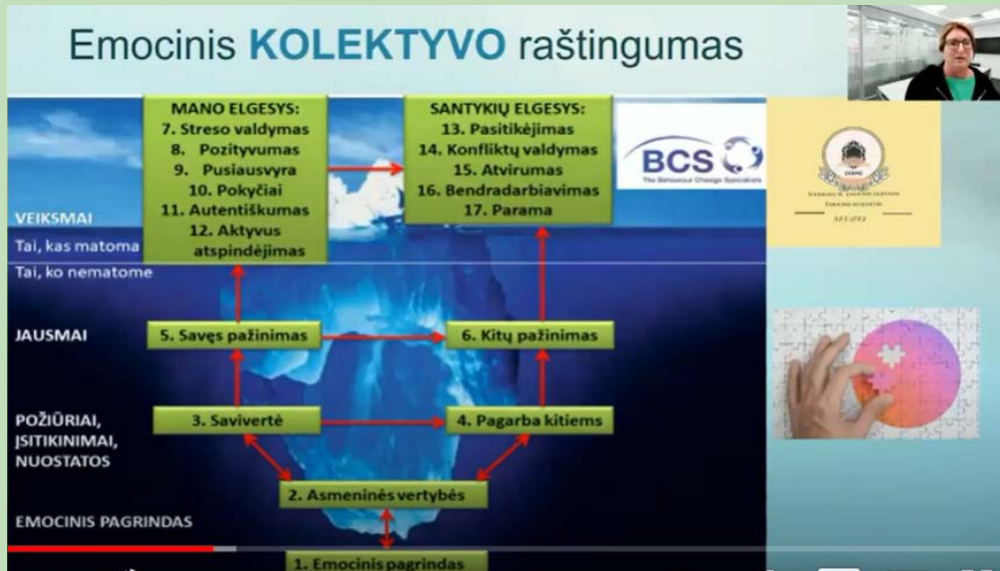 Emocinis KOLEKTYVO raštingumas
MANO ELGESYS:
7. Streso valdymas
8. Pozityvumas
9. Pusiausvyra
10. Pokyčiai
11. Autentiškumas
12. Aktyvus
atspindėjimas
SANTYKIŲ ELGESYS:
13. Pasitikėjimas
14. Konfliktų valdymas
15. Atvirumas
16. Bendradarbiavimas
17. Parama
BCS
The Behaviour Change Specialists
VEIKSMAI
Tai, kas matoma
Tai, ko nematome
JAUSMAI
5. Savęs pažinimas
6. Kitų pažinimas
POŽIŪRIAI,
ĮSITIKINIMAI,
NUOSTATOS
3. Savivertė
4. Pagarba kitiems
2. Asmeninės vertybės
EMOCINIS PAGRINDAS
1. Emocinis pagrindas